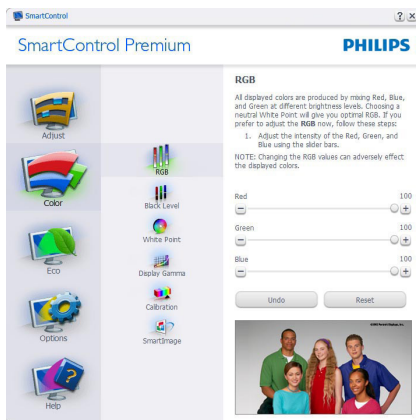 SmartControl
? x
SmartControl Premium
PHILIPS
Adjust
Color
Eco
Options
Help
RGB
Black Level
White Point
Display Gamma
Calibration
SmartImage
RGB
All displayed colors are produced by mixing Red, Blue,
and Green at different brightness levels. Choosing a
neutral White Point will give you optimal RGB. If you
prefer to adjust the RGB now, follow these steps:
1. Adjust the intensity of the Red, Green, and
Blue using the slider bars.
NOTE: Changing the RGB values can adversely effect
the displayed colors.
Red 100
Green 100
Blue 100
Undo Reset